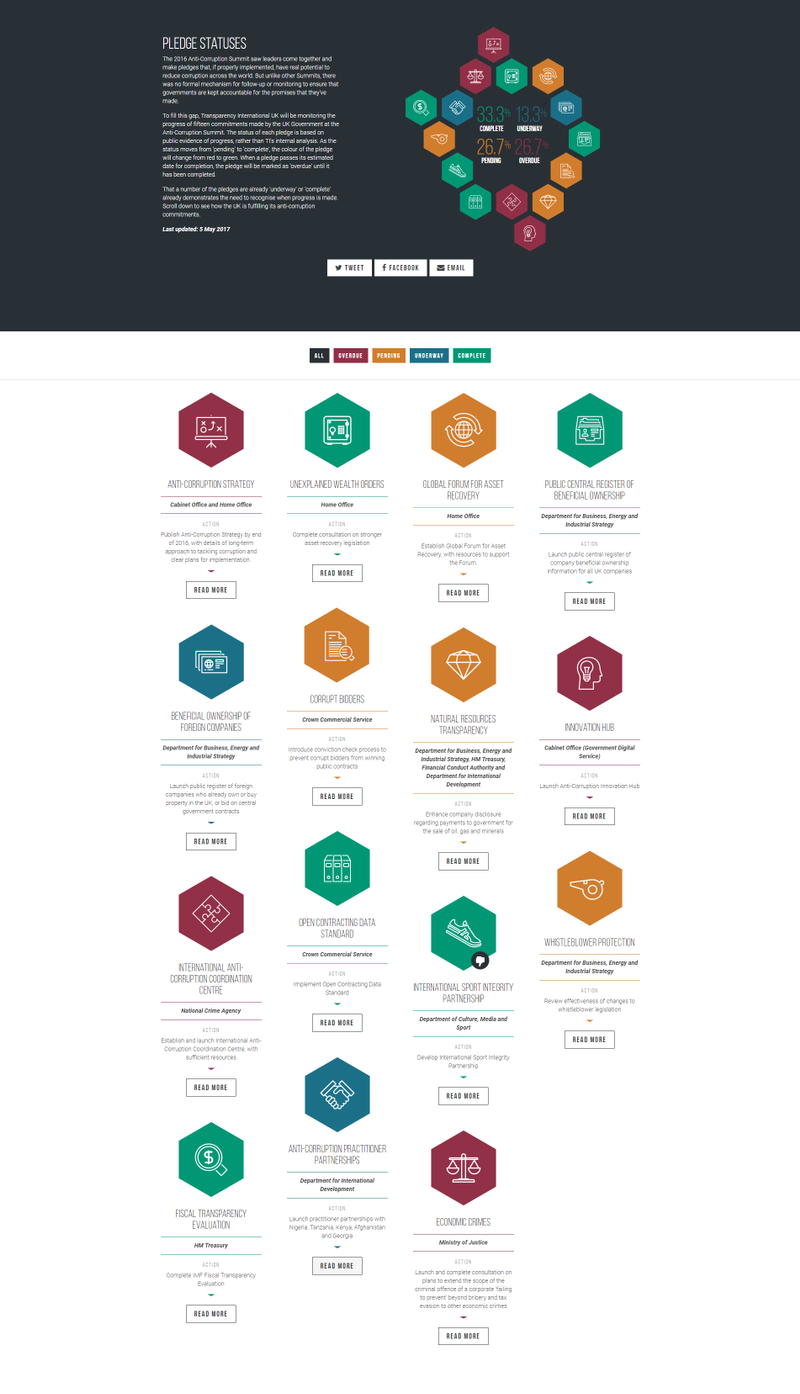 PLEDGE STATUSES
The 2016 Anti-Corruption Summit saw leaders come together and
make pledges that, if properly implemented, have real potential to
reduce corruption across the world. But unlike other Summits, there
was no formal mechanism for follow-up or monitoring to ensure that
governments are kept accountable for the promises that they've
made.
To fill this gap, Transparency International UK will be monitoring the
progress of fifteen commitments made by the UK Government at the
Anti-Corruption Summit. The status of each pledge is based on
public evidence of progress, rather than TI's internal analysis. As the
status moves from 'pending' to 'complete', the colour of the pledge
will change from red to green. When a pledge passes its estimated
date for completion, the pledge will be marked as 'overdue' until it
has been completed.
That a number of the pledges are already 'underway' or 'complete'
already demonstrates the need to recognise when progress is made.
Scroll down to see how the UK is fulfilling its anti-corruption
commitments.
Last updated: 5 May 2017
33.3% 13.3%
COMPLETE UNDERWAY
26.7% 26.7%
PENDING OVERDUE
TWEET FACEBOOK EMAIL
ALL OVERDUE PENDING UNDERWAY COMPLETE
ANTI-CORRUPTION STRATEGY
Cabinet Office and Home Office
ACTION
Publish Anti-Corruption Strategy by end
of 2016, with details of long-term
approach to tackling corruption and
clear plans for implementation
READ MORE
UNEXPLAINED WEALTH ORDERS
Home Office
ACTION
Complete consultation on stronger
asset recovery legislation
READ MORE
GLOBAL FORUM FOR ASSET
RECOVERY
Home Office
ACTION
Establish Global Forum for Asset
Recovery, with resources to support
the Forum.
READ MORE
PUBLIC CENTRAL REGISTER OF
BENEFICIAL OWNERSHIP
Department for Business, Energy and
Industrial Strategy
ACTION
Launch public central register of
company beneficial ownership
information for all UK companies
READ MORE
BENEFICIAL OWNERSHIP OF
FOREIGN COMPANIES
Department for Business, Energy and
Industrial Strategy
ACTION
Launch public register of foreign
companies who already own or buy
property in the UK, or bid on central
government contracts
READ MORE
CORRUPT BIDDERS
Crown Commercial Service
ACTION
Introduce conviction check process to
prevent corrupt bidders from winning
public contracts
READ MORE
NATURAL RESOURCES
TRANSPARENCY
Department for Business, Energy and
Industrial Strategy, HM Treasury,
Financial Conduct Authority and
Department for International
Development
ACTION
Enhance company disclosure
regarding payments to government for
the sale of oil, gas and minerals
READ MORE
INNOVATION HUB
Cabinet Office (Government Digital
Service)
ACTION
Launch Anti-Corruption Innovation Hub
READ MORE
INTERNATIONAL ANTI-
CORRUPTION COORDINATION
CENTRE
National Crime Agency
ACTION
Establish and launch International Anti-
Corruption Coordination Centre, with
sufficient resources.
READ MORE
OPEN CONTRACTING DATA
STANDARD
Crown Commercial Service
ACTION
Implement Open Contracting Data
Standard
READ MORE
INTERNATIONAL SPORT INTEGRITY
PARTNERSHIP
Department of Culture, Media and
Sport
ACTION
Develop International Sport Integrity
Partnership
READ MORE
WHISTLEBLOWER PROTECTION
Department for Business, Energy and
Industrial Strategy
ACTION
Review effectiveness of changes to
whistleblower legislation
READ MORE
FISCAL TRANSPARENCY
EVALUATION
HM Treasury
ACTION
Complete IMF Fiscal Transparency
Evaluation
READ MORE
ANTI-CORRUPTION PRACTITIONER
PARTNERSHIPS
Department for International
Development
ACTION
Launch practitioner partnerships with
Nigeria, Tanzania, Kenya, Afghanistan
and Georgia
READ MORE
ECONOMIC CRIMES
Ministry of Justice
ACTION
Launch and complete consultation on
plans to extend the scope of the
criminal offence of a corporate 'failing
to prevent' beyond bribery and tax
evasion to other economic crimes
READ MORE